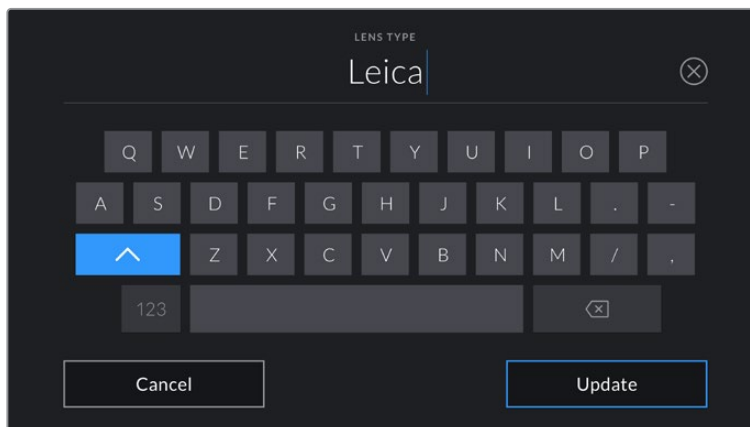 LENS TYPE
Leica
Q W E R T Y U I O P
A S D F G H J K L . -
Z X C V B N M / ,
123
Cancel Update